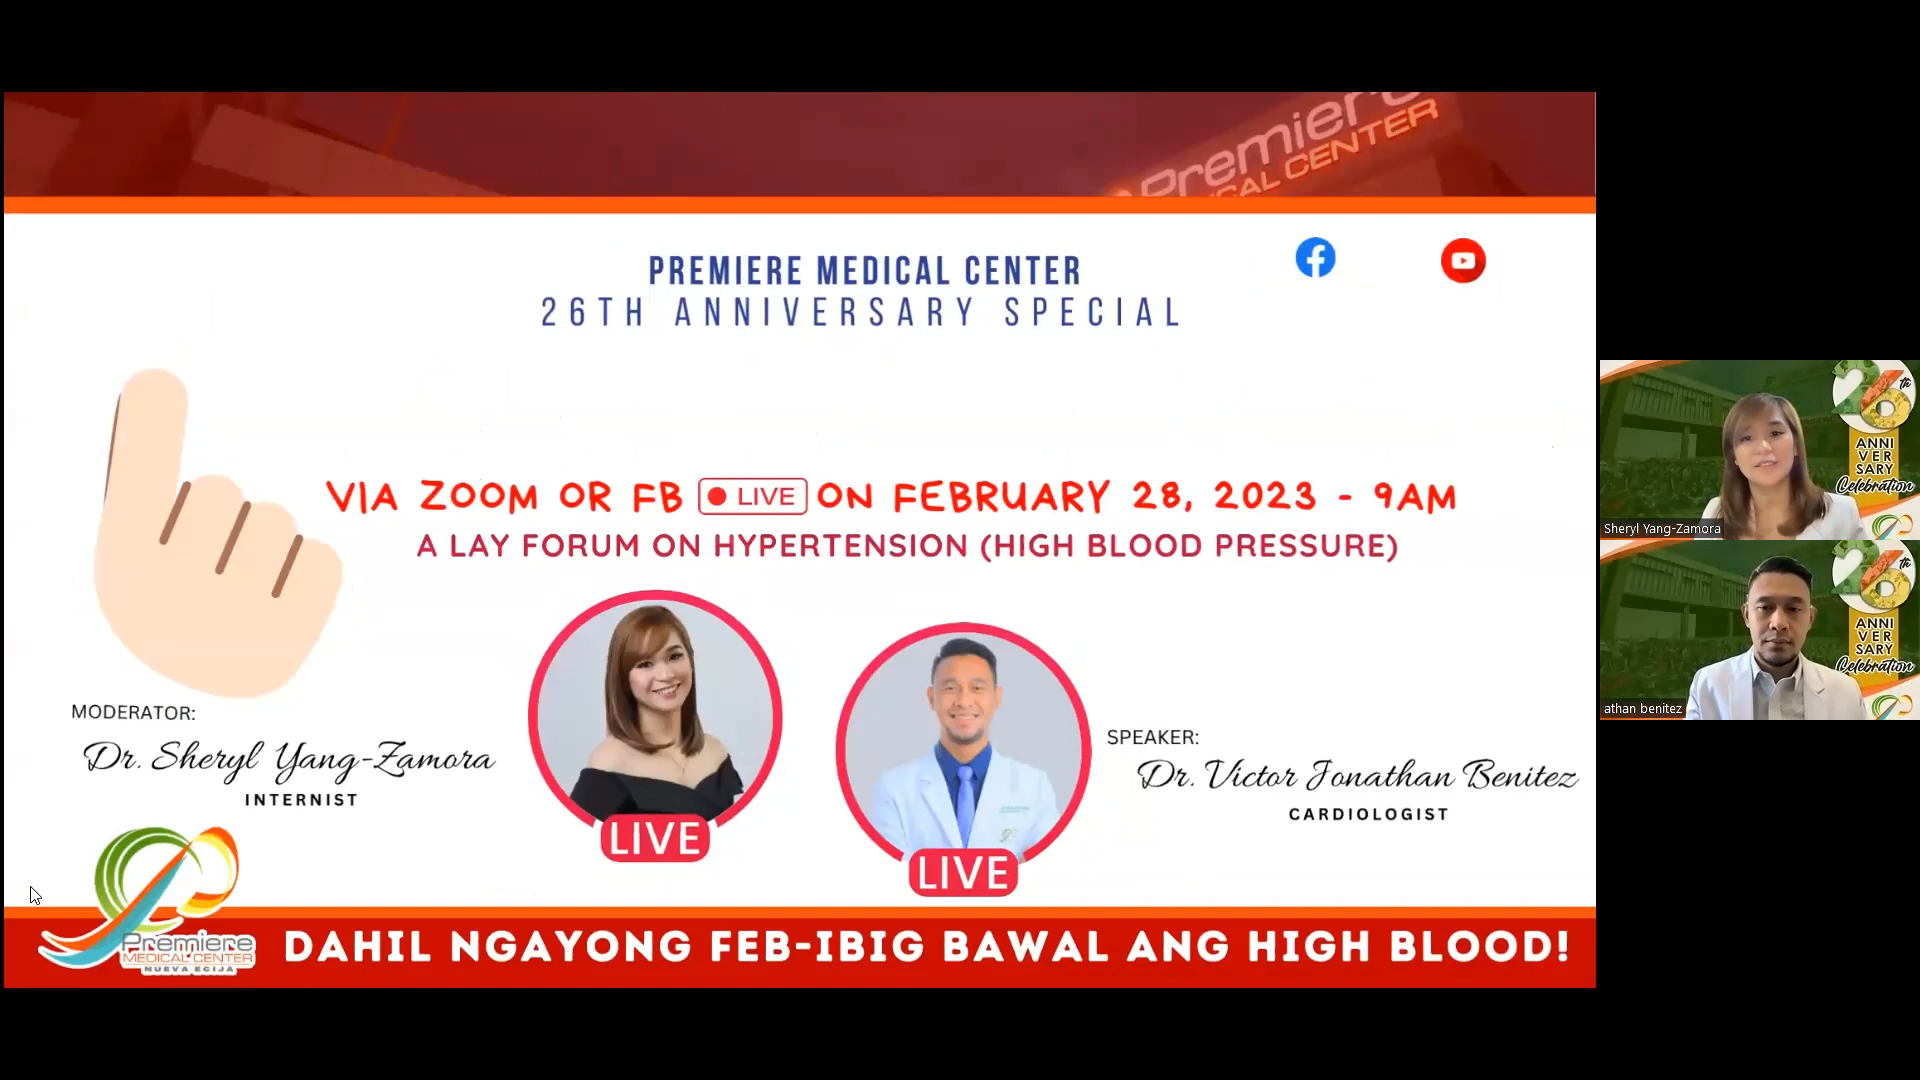 Premiere
MEDICAL CENTER
PREMIERE MEDICAL CENTER
26TH ANNIVERSARY SPECIAL
VIA ZOOM OR FB LIVE ON FEBRUARY 28, 2023 - 9AM
A LAY FORUM ON HYPERTENSION (HIGH BLOOD PRESSURE)
MODERATOR:
Dr. Sheryl Yang-Zamora
INTERNIST
LIVE
LIVE
SPEAKER:
Dr. Victor Jonathan Benitez
CARDIOLOGIST
Premiere
MEDICAL CENTER
NUEVA ECIJA
DAHIL NGAYONG FEB-IBIG BAWAL ANG HIGH BLOOD!
26th
ANNI
VER
SARY
Celebration
Sheryl Yang-Zamora
26th
ANNI
VER
SARY
Celebration
athan benitez